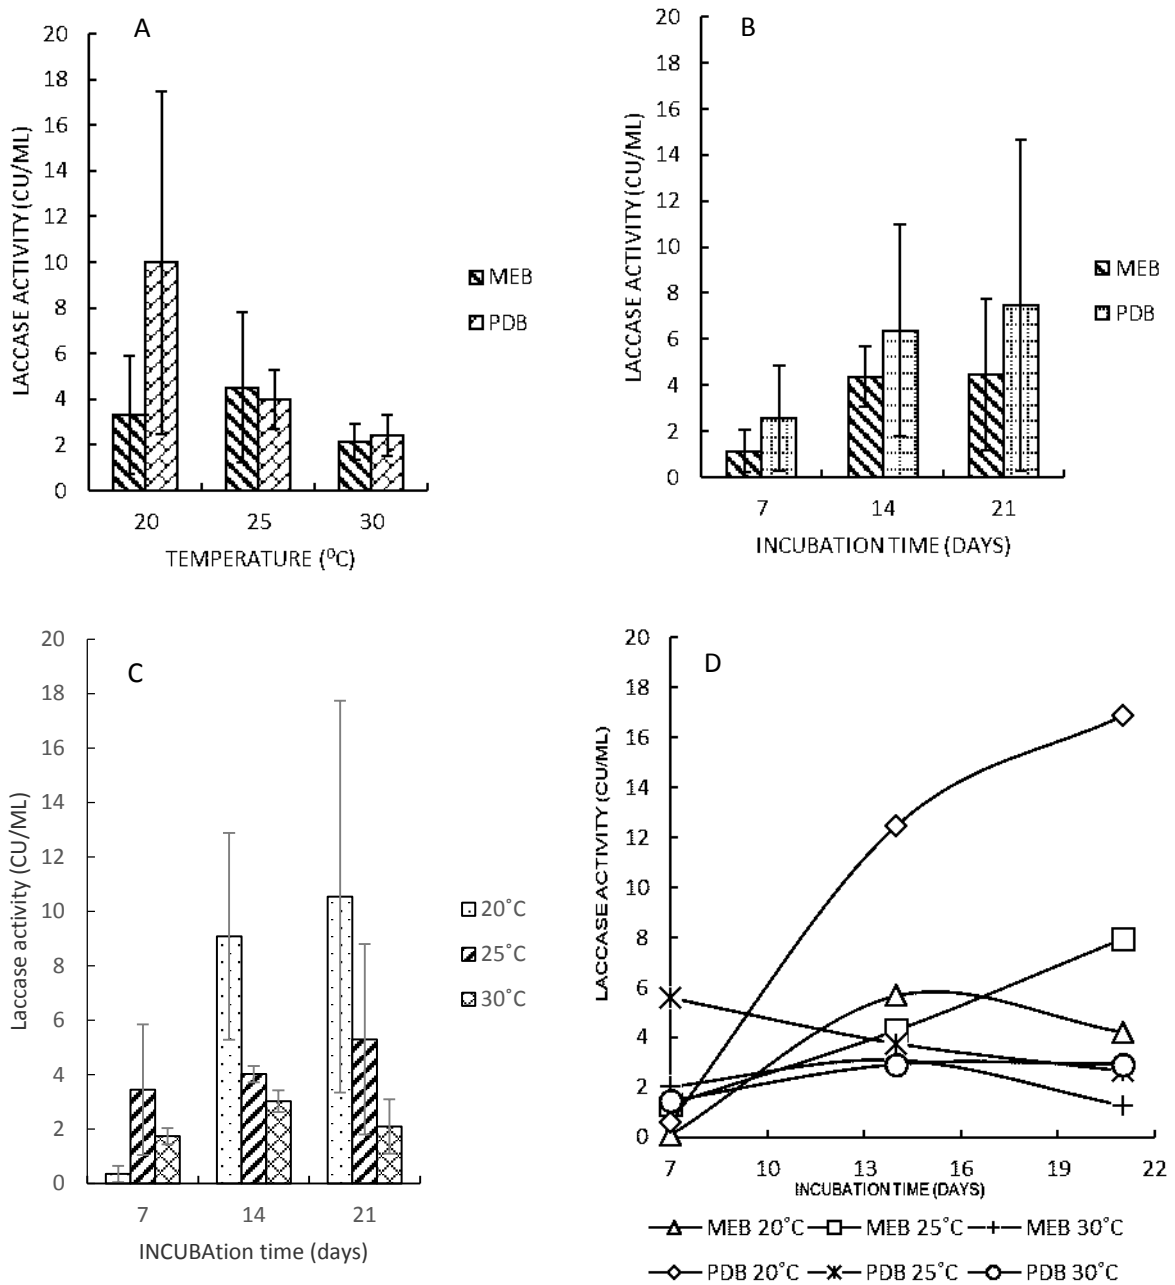 A
LACCASE ACTIVITY (CU/ML)
20
18
16
14
12
10
8
6
4
2
0
20 25 30
TEMPERATURE (⁰C)
MEB
PDB
B
LACCASE ACTIVITY (CU/ML)
20
18
16
14
12
10
8
6
4
2
0
7 14 21
INCUBATION TIME (DAYS)
MEB
PDB
C
Laccase activity (CU/ML)
20
18
16
14
12
10
8
6
4
2
0
7 14 21
INCUBAtion time (days)
20˚C
25˚C
30˚C
D
LACCASE ACTIVITY (CU/ML)
20
18
16
14
12
10
8
6
4
2
0
7 10 13 16 19 22
INCUBATION TIME (DAYS)
MEB 20˚C MEB 25˚C MEB 30˚C
PDB 20˚C PDB 25˚C PDB 30˚C